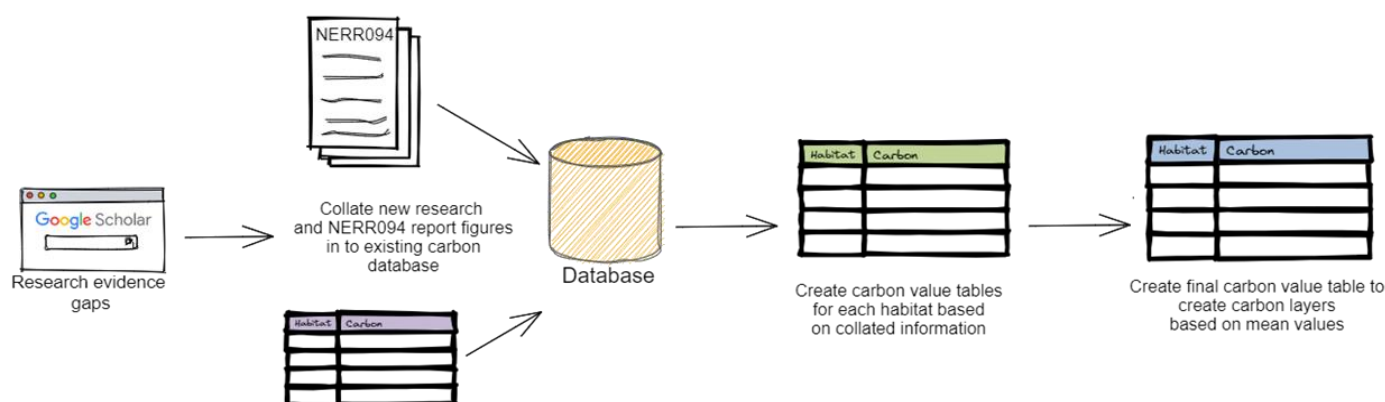 NERR094
Google Scholar
Research evidence
gaps
Collate new research
and NERR094 report figures
in to existing carbon
database
Habitat Carbon
Database
Habitat Carbon
Create carbon value tables
for each habitat based
on collated information
Habitat Carbon
Create final carbon value table to
create carbon layers
based on mean values